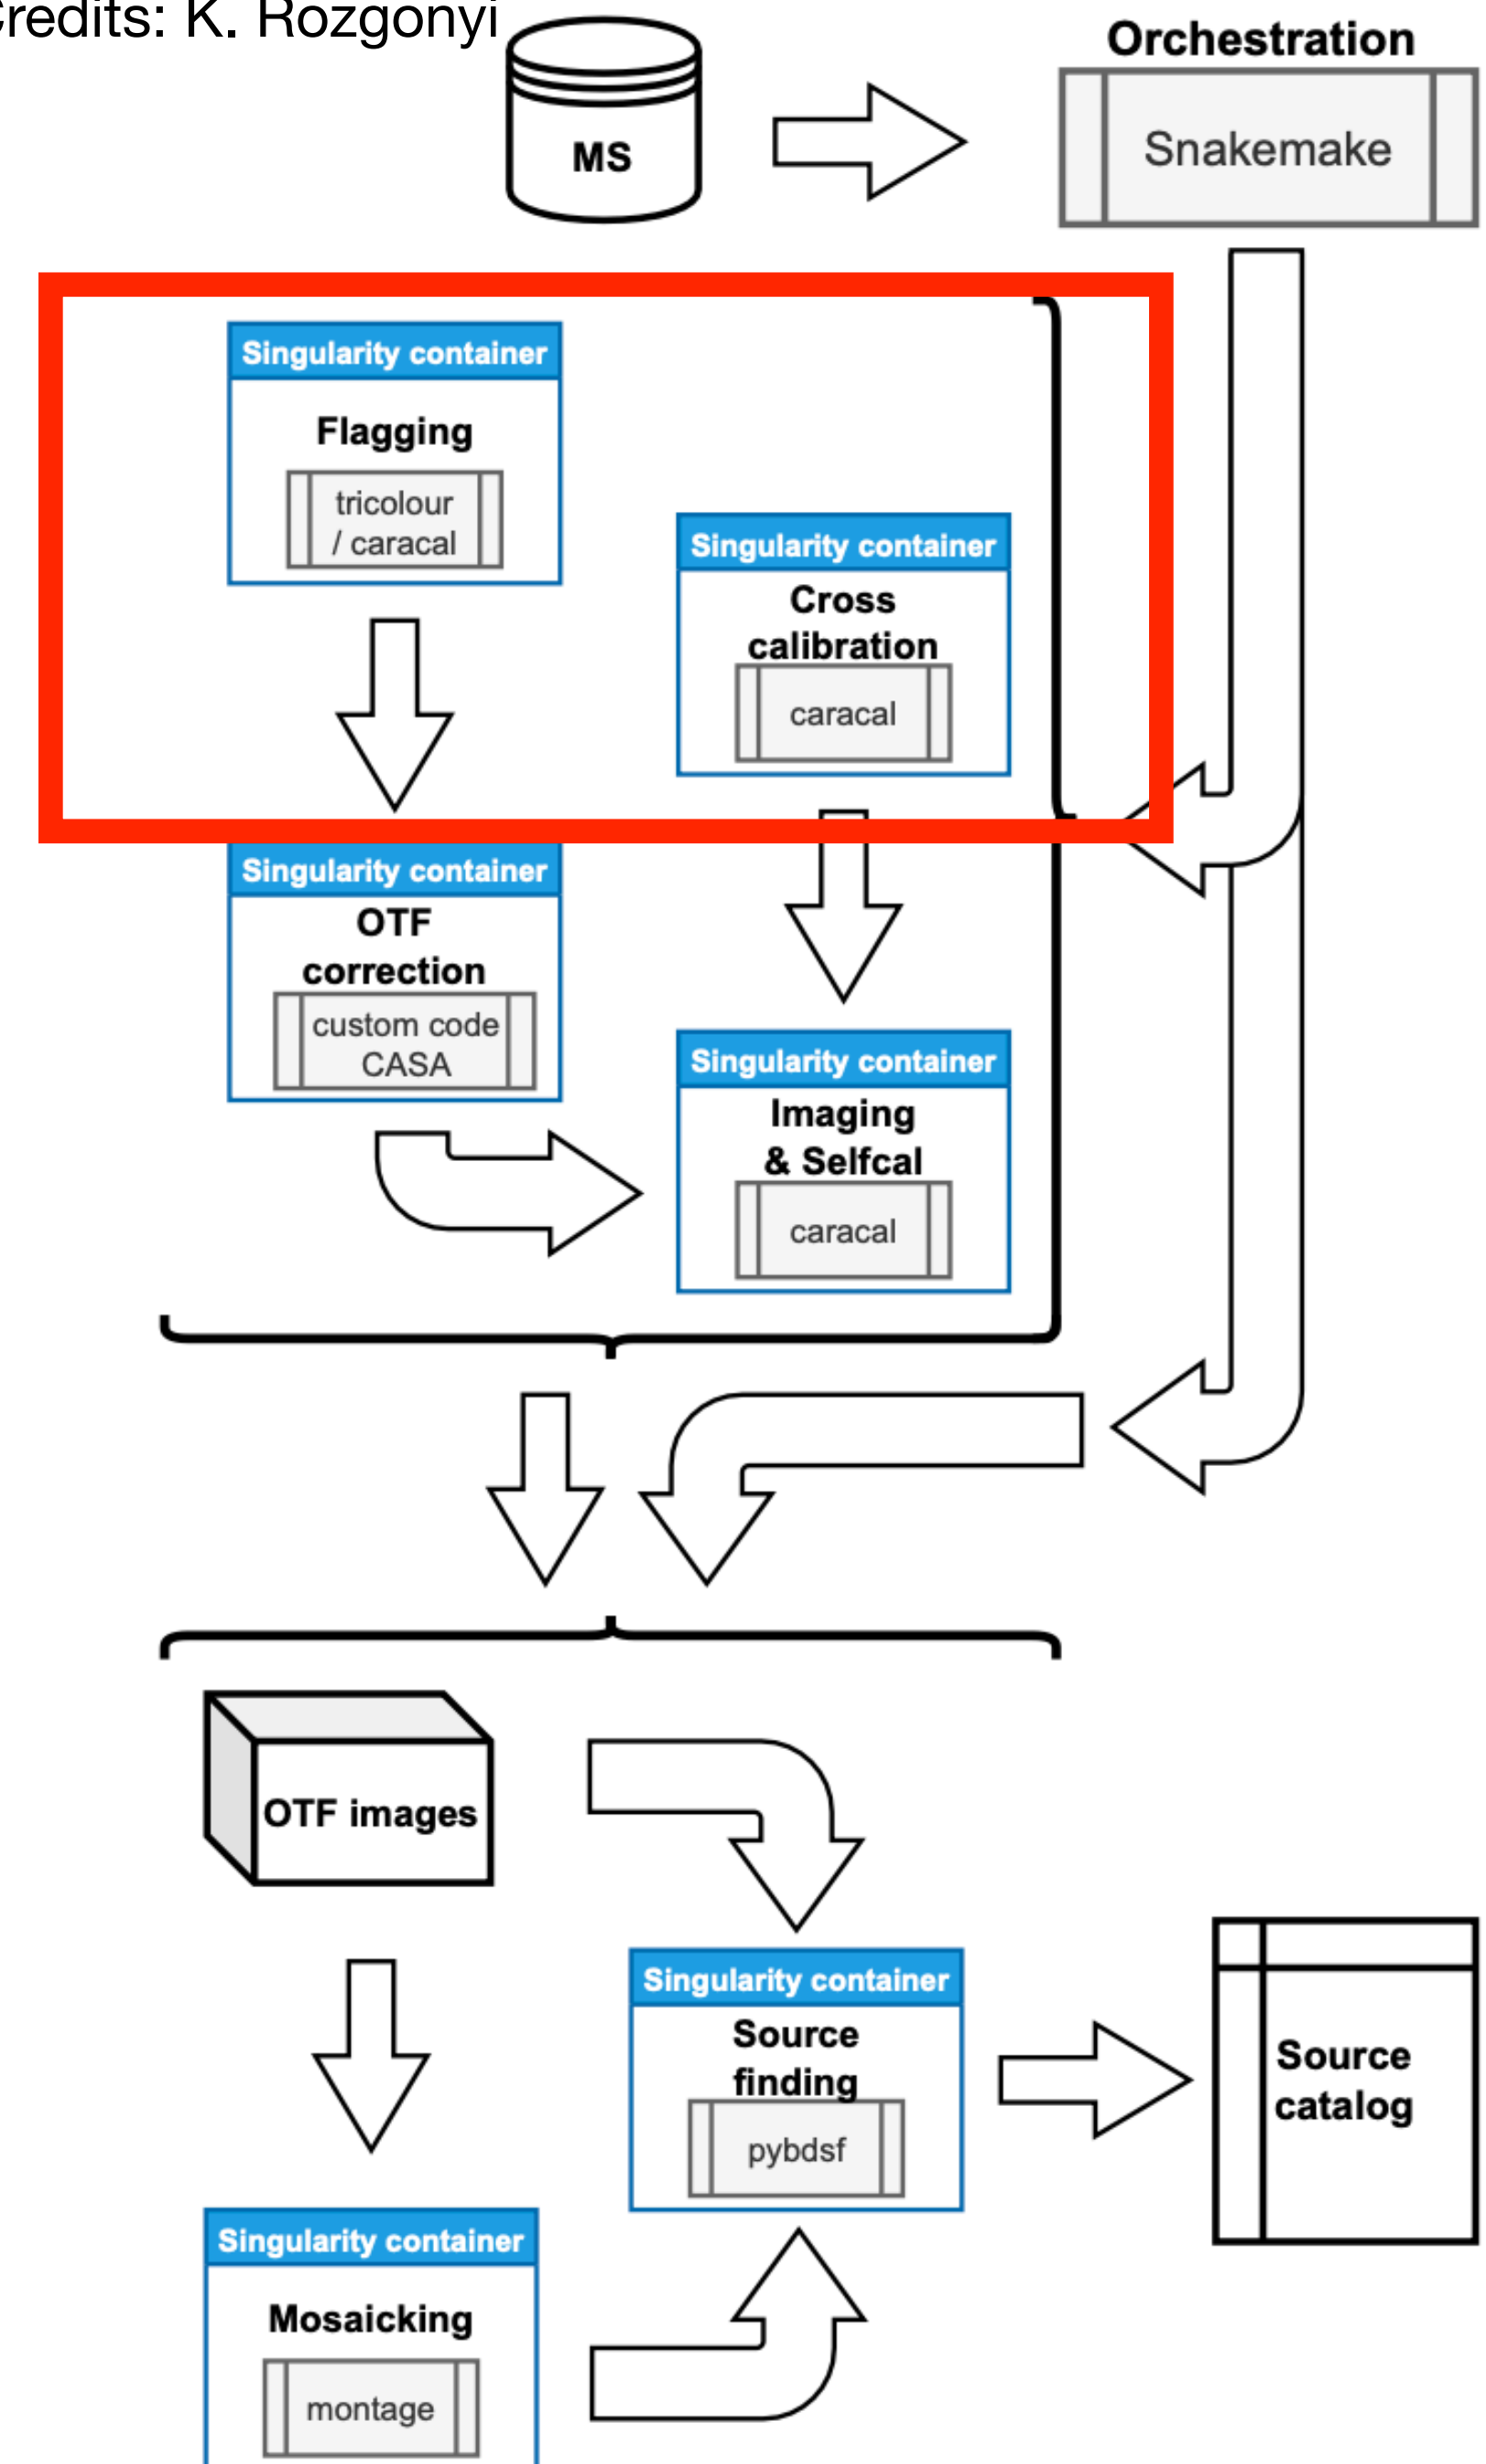 Credits: K. Rozgonyi
MS
Orchestration
Snakemake
Singularity container
Flagging
tricolour
/ caracal
Singularity container
Cross
calibration
caracal
Singularity container
OTF
correction
custom code
CASA
Singularity container
Imaging
& Selfcal
caracal
OTF images
Singularity container
Source
finding
pybdsf
Source
catalog
Singularity container
Mosaicking
montage